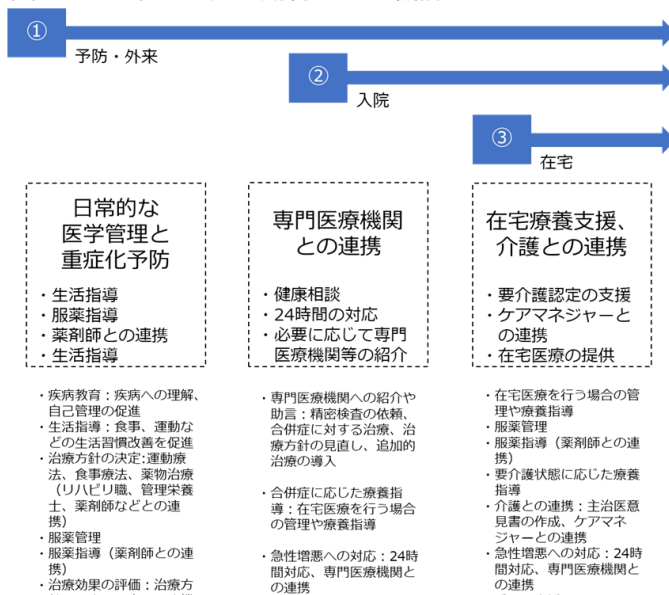 ①
予防・外来
②
入院
③
在宅
日常的な
医学管理と
重症化予防
・生活指導
・服薬指導
・薬剤師との連携
・生活指導
専門医療機関
との連携
・健康相談
・24時間の対応
・必要に応じて専門
医療機関等の紹介
在宅療養支援、
介護との連携
・要介護認定の支援
・ケアマネジャーと
の連携
・在宅医療の提供
・疾病教育：疾病への理解、
自己管理の促進
・生活指導：食事、運動な
どの生活習慣改善を促進
・治療方針の決定:運動療
法、食事療法、薬物治療
（リハビリ職、管理栄養
士、薬剤師などとの連
携）
・服薬管理
・服薬指導（薬剤師との連
携）
・治療効果の評価：治療方
・専門医療機関への紹介や
助言：精密検査の依頼、
合併症に対する治療、治
療方針の見直し、追加的
治療の導入
・合併症に応じた療養指
導：在宅医療を行う場合
の管理や療養指導
・急性増悪への対応：24時
間対応、専門医療機関と
の連携
・在宅医療を行う場合の管
理や療養指導
・服薬管理
・服薬指導（薬剤師との連
携）
・要介護状態に応じた療養
指導
・介護との連携：主治医意
見書の作成、ケアマネ
ジャーとの連携
・急性増悪への対応：24時
間対応、専門医療機関と
の連携